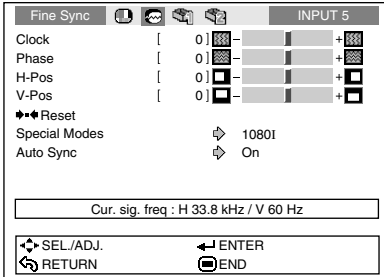 Fine Sync INPUT 5
Clock [ 0 ] - +
Phase [ 0 ] - +
H-Pos [ 0 ] - +
V-Pos [ 0 ] - +
Reset
Special Modes 1080I
Auto Sync On
Cur. sig. freq : H 33.8 kHz / V 60 Hz
SEL./ADJ. ENTER
RETURN END